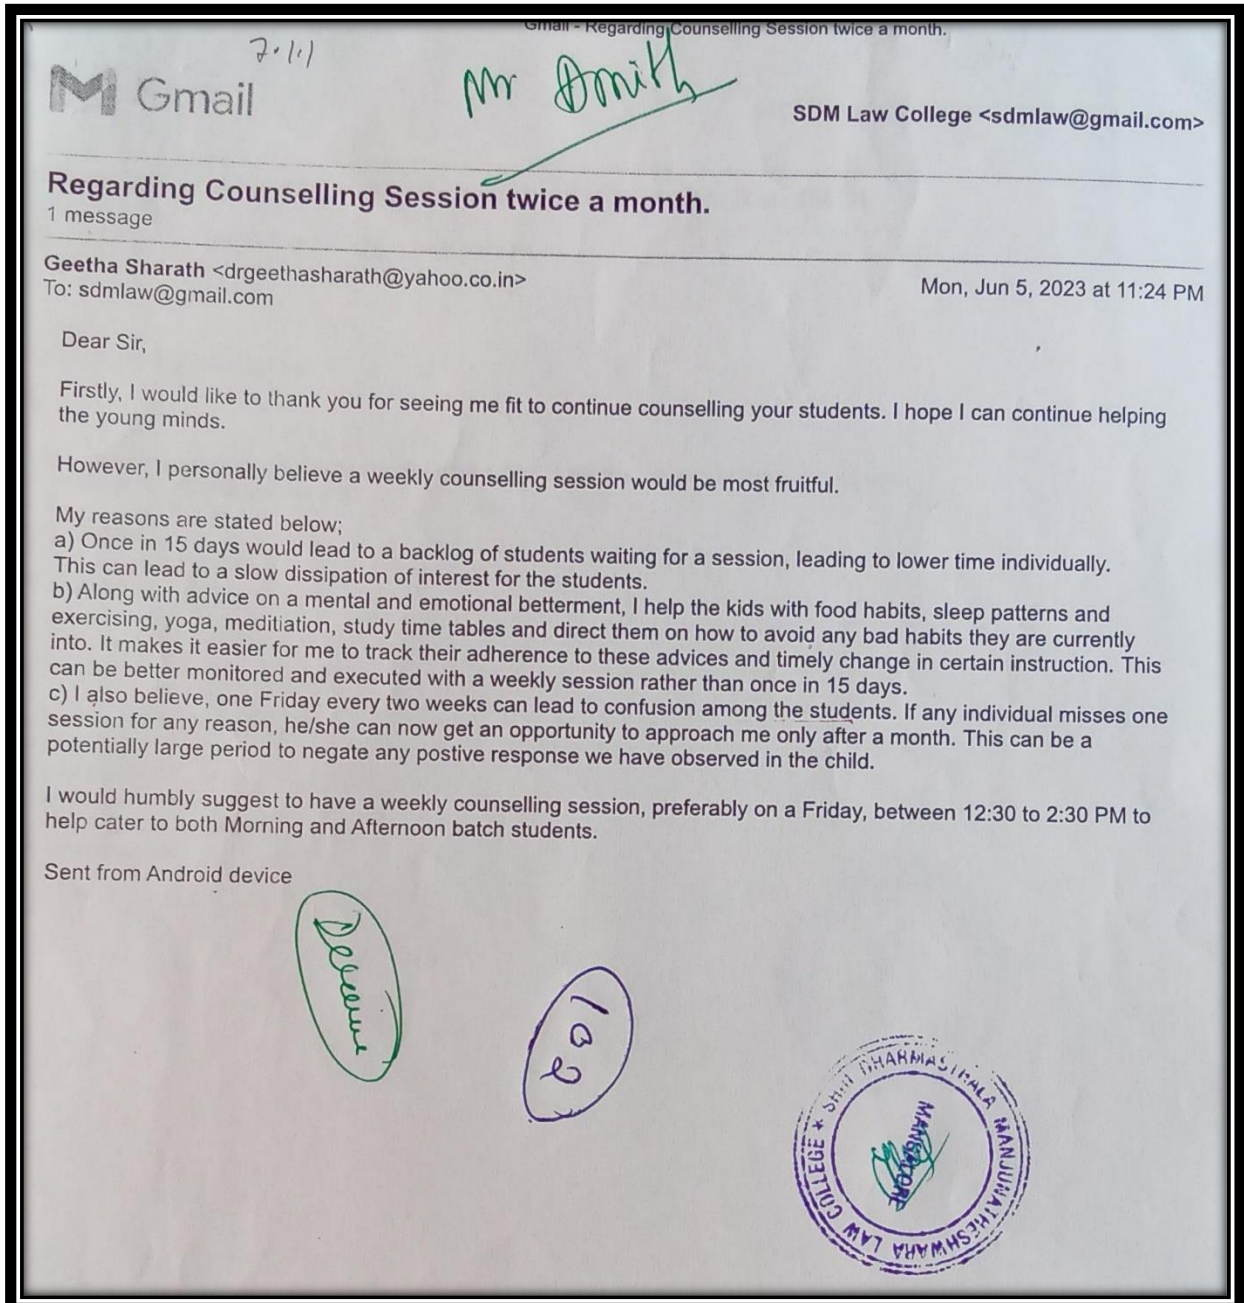 Gmail - Regarding Counselling Session twice a month.
7.1.1
Mr
Gmail
SDM Law College <sdmlaw@gmail.com>
Regarding Counselling Session twice a month.
1 message
Geetha Sharath <drgeethasharath@yahoo.co.in>
Mon, Jun 5, 2023 at 11:24 PM
To: sdmlaw@gmail.com
Dear Sir,
Firstly, I would like to thank you for seeing me fit to continue counselling your students. I hope I can continue helping
the young minds.
However, I personally believe a weekly counselling session would be most fruitful.
My reasons are stated below;
a) Once in 15 days would lead to a backlog of students waiting for a session, leading to lower time individually.
This can lead to a slow dissipation of interest for the students.
b) Along with advice on a mental and emotional betterment, I help the kids with food habits, sleep patterns and
exercising, yoga, meditiation, study time tables and direct them on how to avoid any bad habits they are currently
into. It makes it easier for me to track their adherence to these advices and timely change in certain instruction. This
can be better monitored and executed with a weekly session rather than once in 15 days.
c) I also believe, one Friday every two weeks can lead to confusion among the students. If any individual misses one
session for any reason, he/she can now get an opportunity to approach me only after a month. This can be a
potentially large period to negate any postive response we have observed in the child.
I would humbly suggest to have a weekly counselling session, preferably on a Friday, between 12:30 to 2:30 PM to
help cater to both Morning and Afternoon batch students.
Sent from Android device
102
SHRI DHARMASTHALA MANJUNATHESHWARA LAW COLLEGE *
MANGALORE